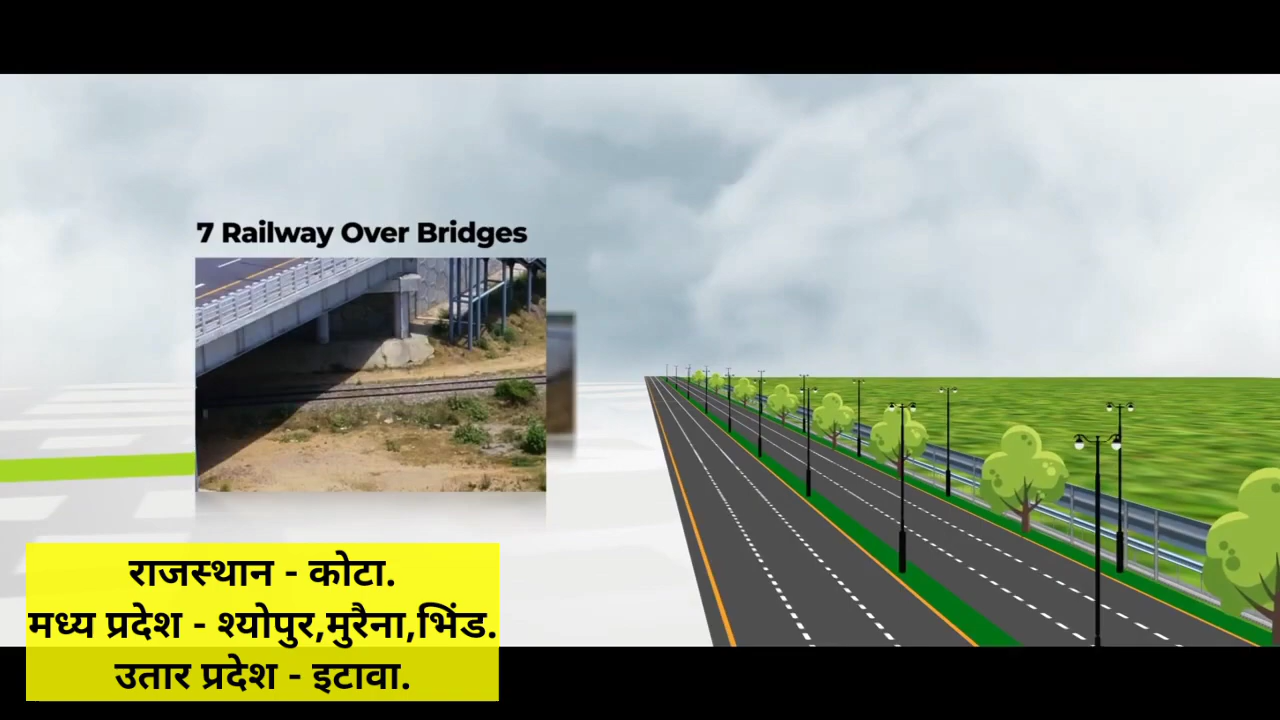 7 Railway Over Bridges
राजस्थान - कोटा.
मध्य प्रदेश - श्योपुर,मुरैना,भिंड.
उतार प्रदेश - इटावा.